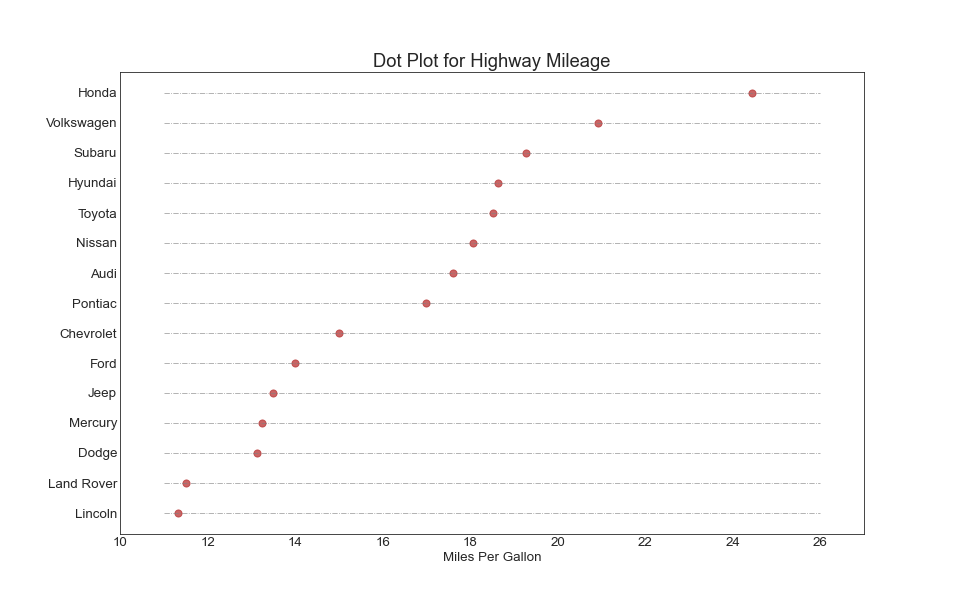 Dot Plot for Highway Mileage
Honda
Volkswagen
Subaru
Hyundai
Toyota
Nissan
Audi
Pontiac
Chevrolet
Ford
Jeep
Mercury
Dodge
Land Rover
Lincoln
10 12 14 16 18 20 22 24 26
Miles Per Gallon